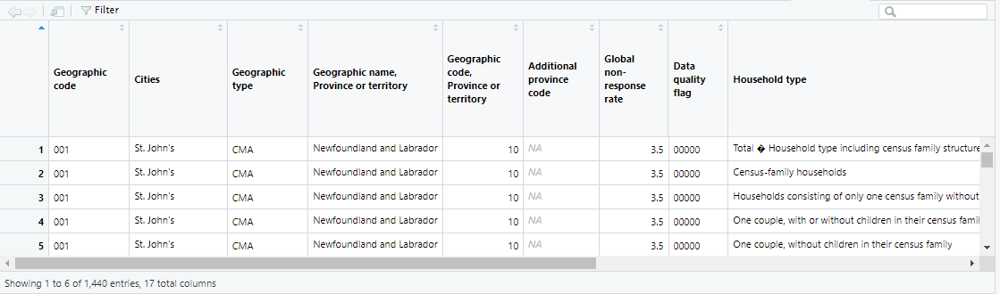 Filter
Geographic code
Cities
Geographic type
Geographic name, Province or territory
Geographic code, Province or territory
Additional province code
Global non-response rate
Data quality flag
Household type
1 001 St. John's CMA Newfoundland and Labrador 10 NA 3.5 00000 Total � Household type including census family structure
2 001 St. John's CMA Newfoundland and Labrador 10 NA 3.5 00000 Census-family households
3 001 St. John's CMA Newfoundland and Labrador 10 NA 3.5 00000 Households consisting of only one census family without
4 001 St. John's CMA Newfoundland and Labrador 10 NA 3.5 00000 One couple, with or without children in their census famil
5 001 St. John's CMA Newfoundland and Labrador 10 NA 3.5 00000 One couple, without children in their census family
Showing 1 to 6 of 1,440 entries, 17 total columns